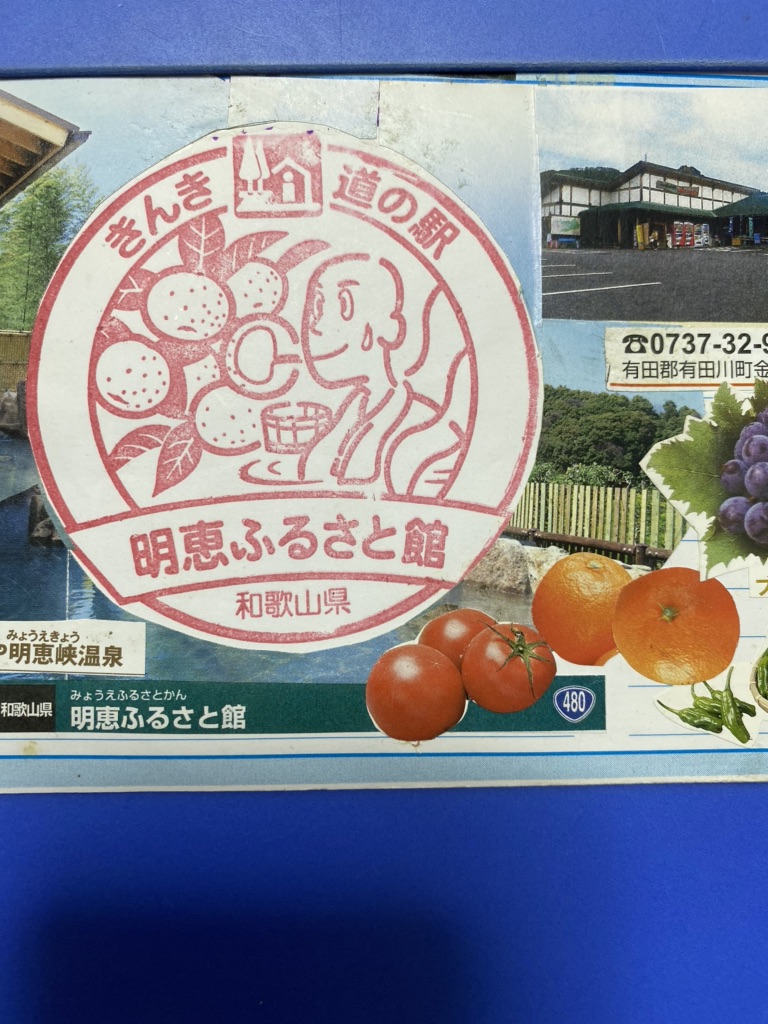 きんき 道の駅
明恵ふるさと館
和歌山県
☎0737-32-9
有田郡有田川町金
みょうえきょう
明恵峡温泉
和歌山県
みょうえふるさとかん
明恵ふるさと館
480